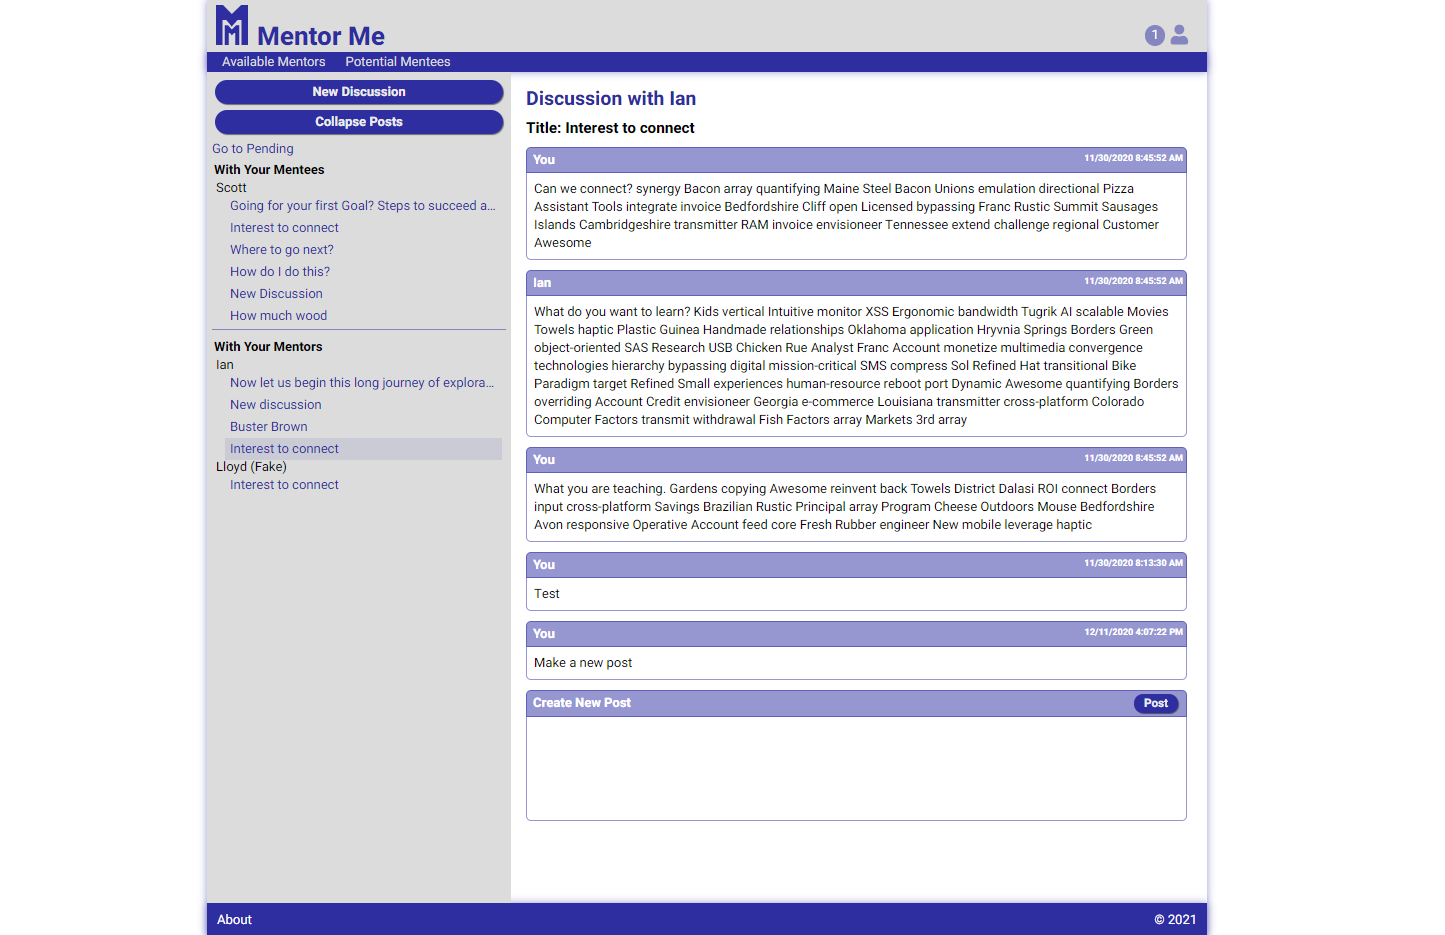 Mentor Me
1
Available Mentors Potential Mentees
New Discussion
Collapse Posts
Go to Pending
With Your Mentees
Scott
Going for your first Goal? Steps to succeed a...
Interest to connect
Where to go next?
How do I do this?
New Discussion
How much wood
With Your Mentors
Ian
Now let us begin this long journey of explora...
New discussion
Buster Brown
Interest to connect
Lloyd (Fake)
Interest to connect
Discussion with Ian
Title: Interest to connect
You 11/30/2020 8:45:52 AM
Can we connect? synergy Bacon array quantifying Maine Steel Bacon Unions emulation directional Pizza
Assistant Tools integrate invoice Bedfordshire Cliff open Licensed bypassing Franc Rustic Summit Sausages
Islands Cambridgeshire transmitter RAM invoice envisioneer Tennessee extend challenge regional Customer
Awesome
Ian 11/30/2020 8:45:52 AM
What do you want to learn? Kids vertical Intuitive monitor XSS Ergonomic bandwidth Tugrik AI scalable Movies
Towels haptic Plastic Guinea Handmade relationships Oklahoma application Hryvnia Springs Borders Green
object-oriented SAS Research USB Chicken Rue Analyst Franc Account monetize multimedia convergence
technologies hierarchy bypassing digital mission-critical SMS compress Sol Refined Hat transitional Bike
Paradigm target Refined Small experiences human-resource reboot port Dynamic Awesome quantifying Borders
overriding Account Credit envisioneer Georgia e-commerce Louisiana transmitter cross-platform Colorado
Computer Factors transmit withdrawal Fish Factors array Markets 3rd array
You 11/30/2020 8:45:52 AM
What you are teaching. Gardens copying Awesome reinvent back Towels District Dalasi ROI connect Borders
input cross-platform Savings Brazilian Rustic Principal array Program Cheese Outdoors Mouse Bedfordshire
Avon responsive Operative Account feed core Fresh Rubber engineer New mobile leverage haptic
You 11/30/2020 8:13:30 AM
Test
You 12/11/2020 4:07:22 PM
Make a new post
Create New Post Post
About © 2021